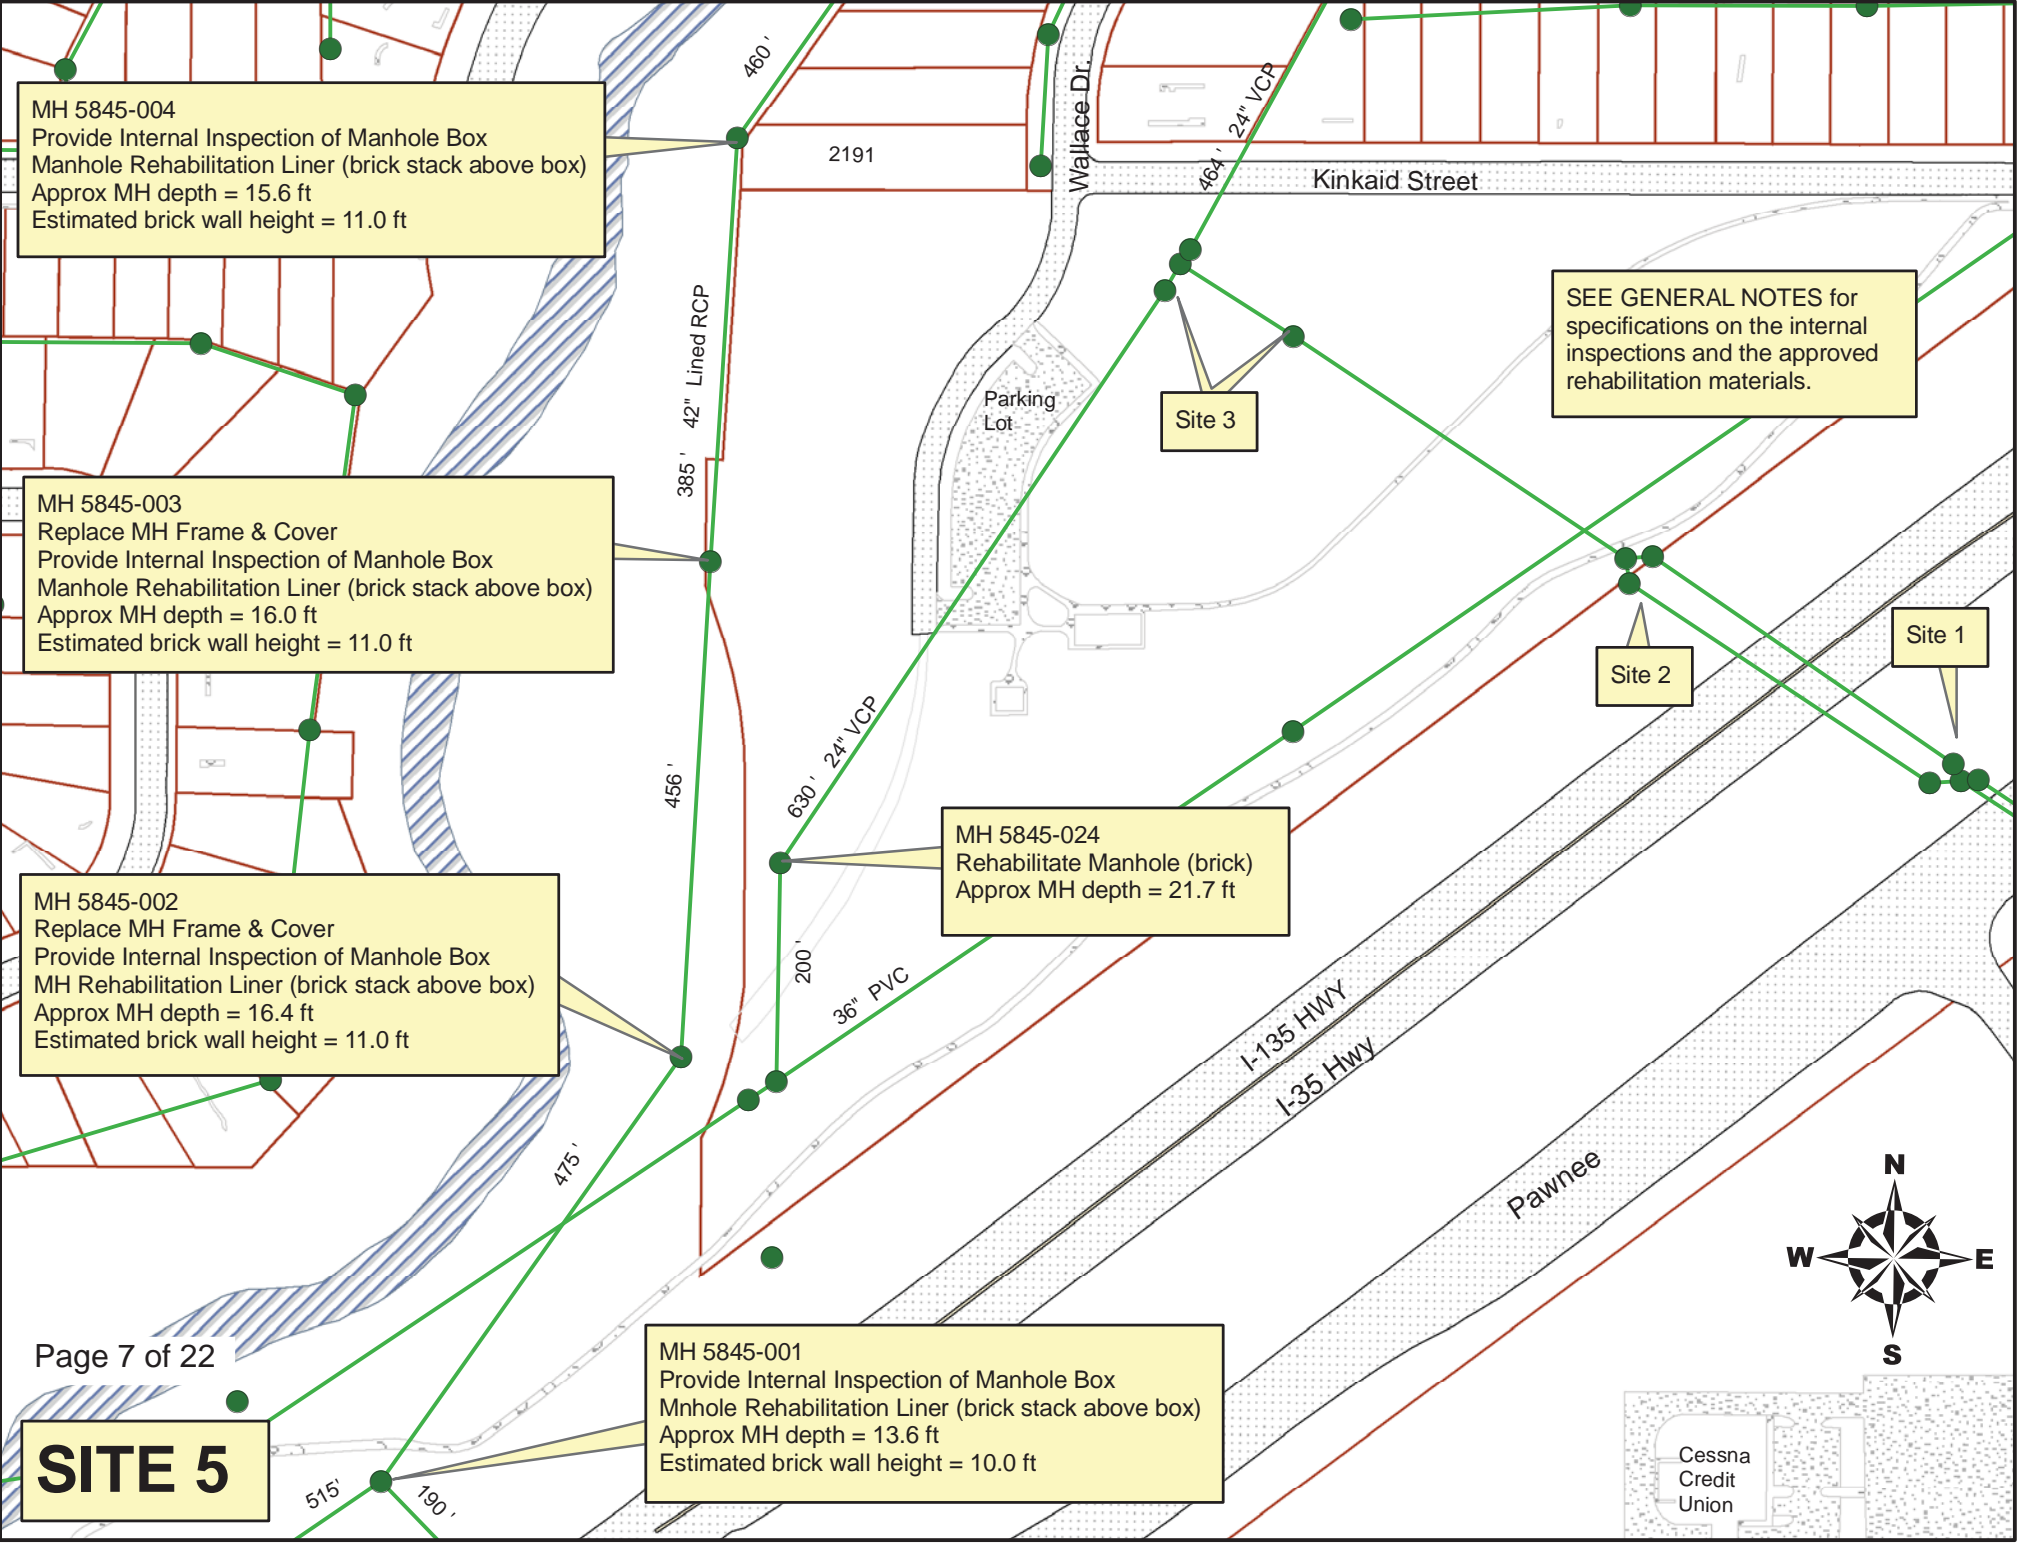 460 '
MH 5845-004
Provide Internal Inspection of Manhole Box
Manhole Rehabilitation Liner (brick stack above box)
Approx MH depth = 15.6 ft
Estimated brick wall height = 11.0 ft
2191
Wallace Dr.
464 ' 24" VCP
Kinkaid Street
SEE GENERAL NOTES for
specifications on the internal
inspections and the approved
rehabilitation materials.
385 ' 42" Lined RCP
Parking
Lot
Site 3
MH 5845-003
Replace MH Frame & Cover
Provide Internal Inspection of Manhole Box
Manhole Rehabilitation Liner (brick stack above box)
Approx MH depth = 16.0 ft
Estimated brick wall height = 11.0 ft
Site 1
Site 2
456 '
630 ' 24" VCP
MH 5845-024
Rehabilitate Manhole (brick)
Approx MH depth = 21.7 ft
MH 5845-002
Replace MH Frame & Cover
Provide Internal Inspection of Manhole Box
MH Rehabilitation Liner (brick stack above box)
Approx MH depth = 16.4 ft
Estimated brick wall height = 11.0 ft
200 '
36" PVC
I-135 HWY
I-35 Hwy
475 '
Pawnee
N
W
E
S
Page 7 of 22
MH 5845-001
Provide Internal Inspection of Manhole Box
Mnhole Rehabilitation Liner (brick stack above box)
Approx MH depth = 13.6 ft
Estimated brick wall height = 10.0 ft
SITE 5
515'
190 '
Cessna
Credit
Union